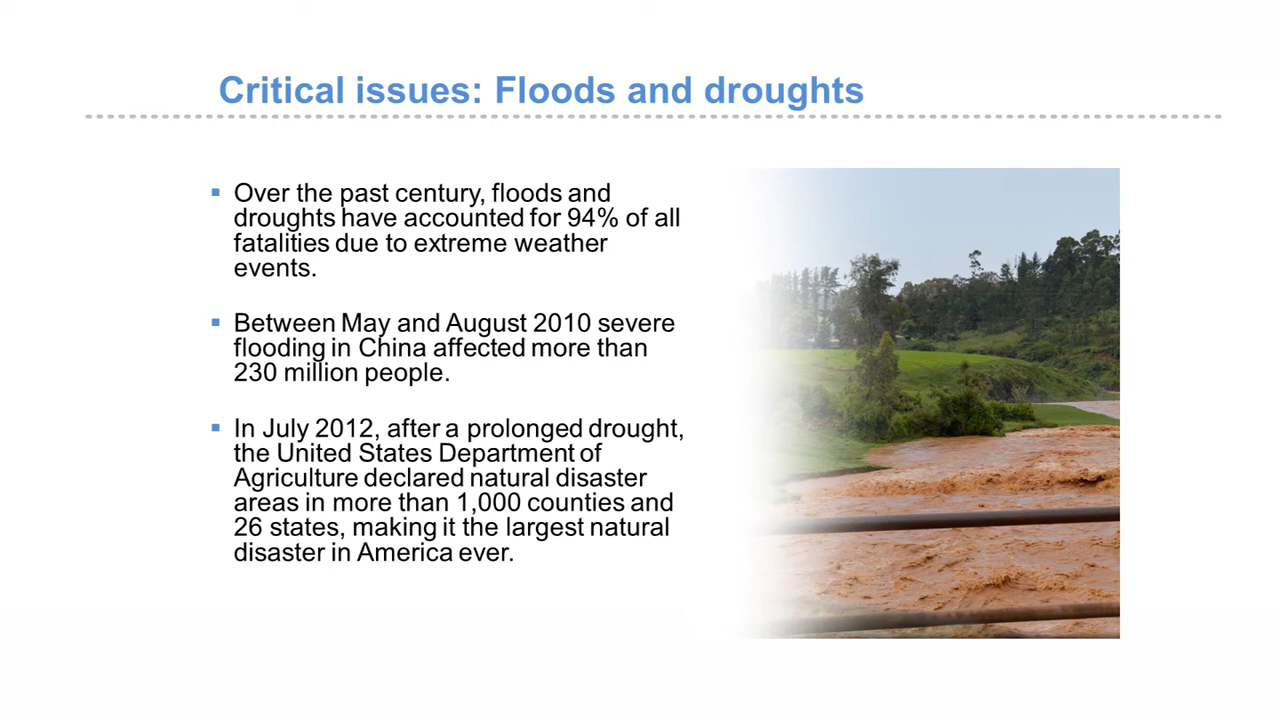 Critical issues: Floods and droughts
Over the past century, floods and
droughts have accounted for 94% of all
fatalities due to extreme weather
events.
Between May and August 2010 severe
flooding in China affected more than
230 million people.
In July 2012, after a prolonged drought,
the United States Department of
Agriculture declared natural disaster
areas in more than 1,000 counties and
26 states, making it the largest natural
disaster in America ever.